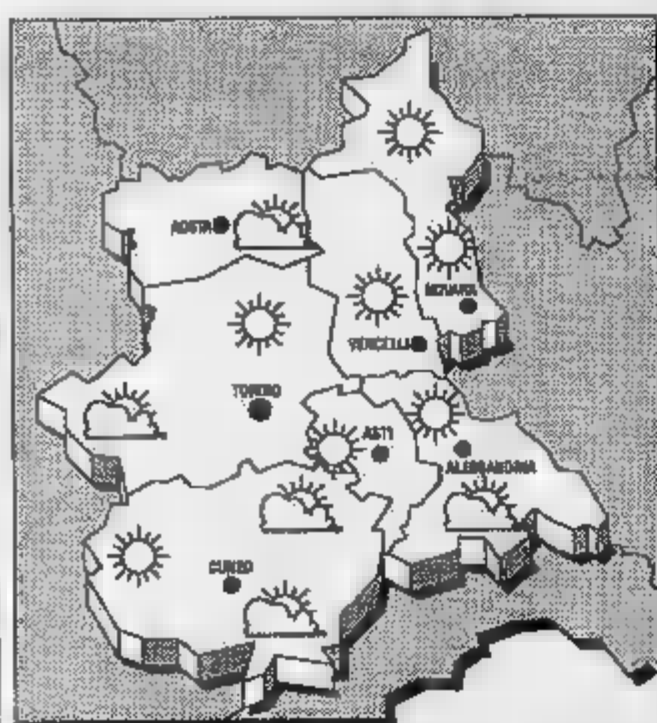 AOSTA
NOVARA
VERCELLI
TORINO
ASTI
ALESSANDRIA
CUNEO